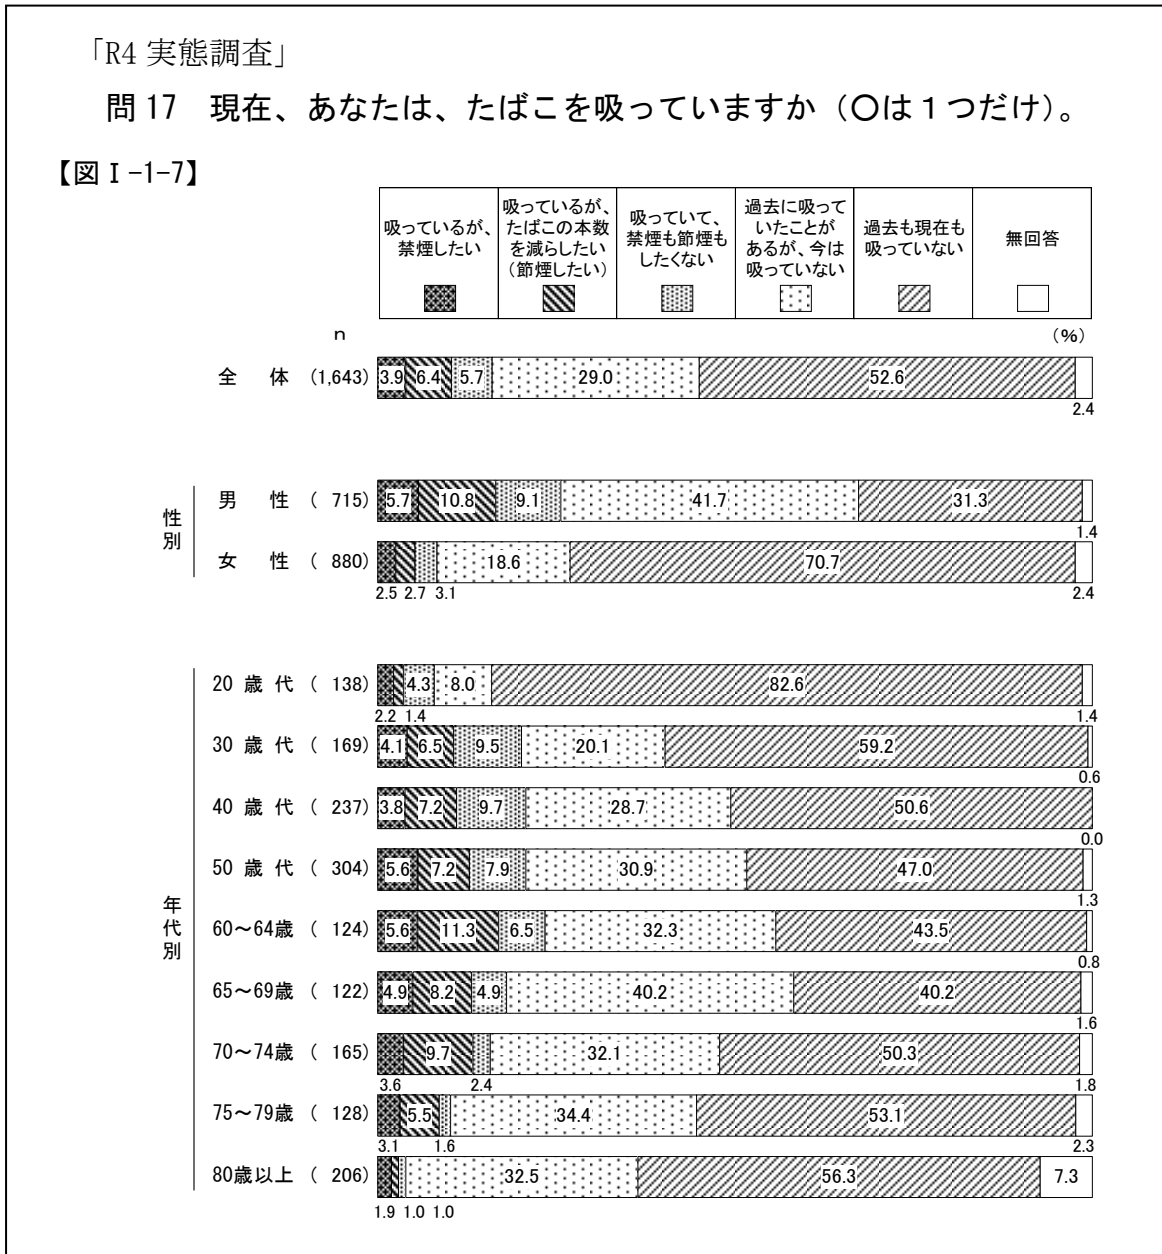 「R4 実態調査」
問 17　現在、あなたは、たばこを吸っていますか（〇は１つだけ）。
【図Ⅰ-1-7】
吸っているが、
禁煙したい
吸っているが、
たばこの本数
を減らしたい
（節煙したい）
吸っていて、
禁煙も節煙も
したくない
過去に吸って
いたことが
あるが、今は
吸っていない
過去も現在も
吸っていない
無回答
n
(%)
全　体 (1,643) 3.9 6.4 5.7 29.0 52.6
2.4
性別
男　性 ( 715) 5.7 10.8 9.1 41.7 31.3
1.4
女　性 ( 880) 18.6 70.7
2.5 2.7 3.1 2.4
年代別
20 歳 代 ( 138) 4.3 8.0 82.6
2.2 1.4 1.4
30 歳 代 ( 169) 4.1 6.5 9.5 20.1 59.2
0.6
40 歳 代 ( 237) 3.8 7.2 9.7 28.7 50.6
0.0
50 歳 代 ( 304) 5.6 7.2 7.9 30.9 47.0
1.3
60～64歳 ( 124) 5.6 11.3 6.5 32.3 43.5
0.8
65～69歳 ( 122) 4.9 8.2 4.9 40.2 40.2
1.6
70～74歳 ( 165) 9.7 32.1 50.3
3.6 2.4 1.8
75～79歳 ( 128) 5.5 34.4 53.1
3.1 1.6 2.3
80歳以上 ( 206) 32.5 56.3 7.3
1.9 1.0 1.0